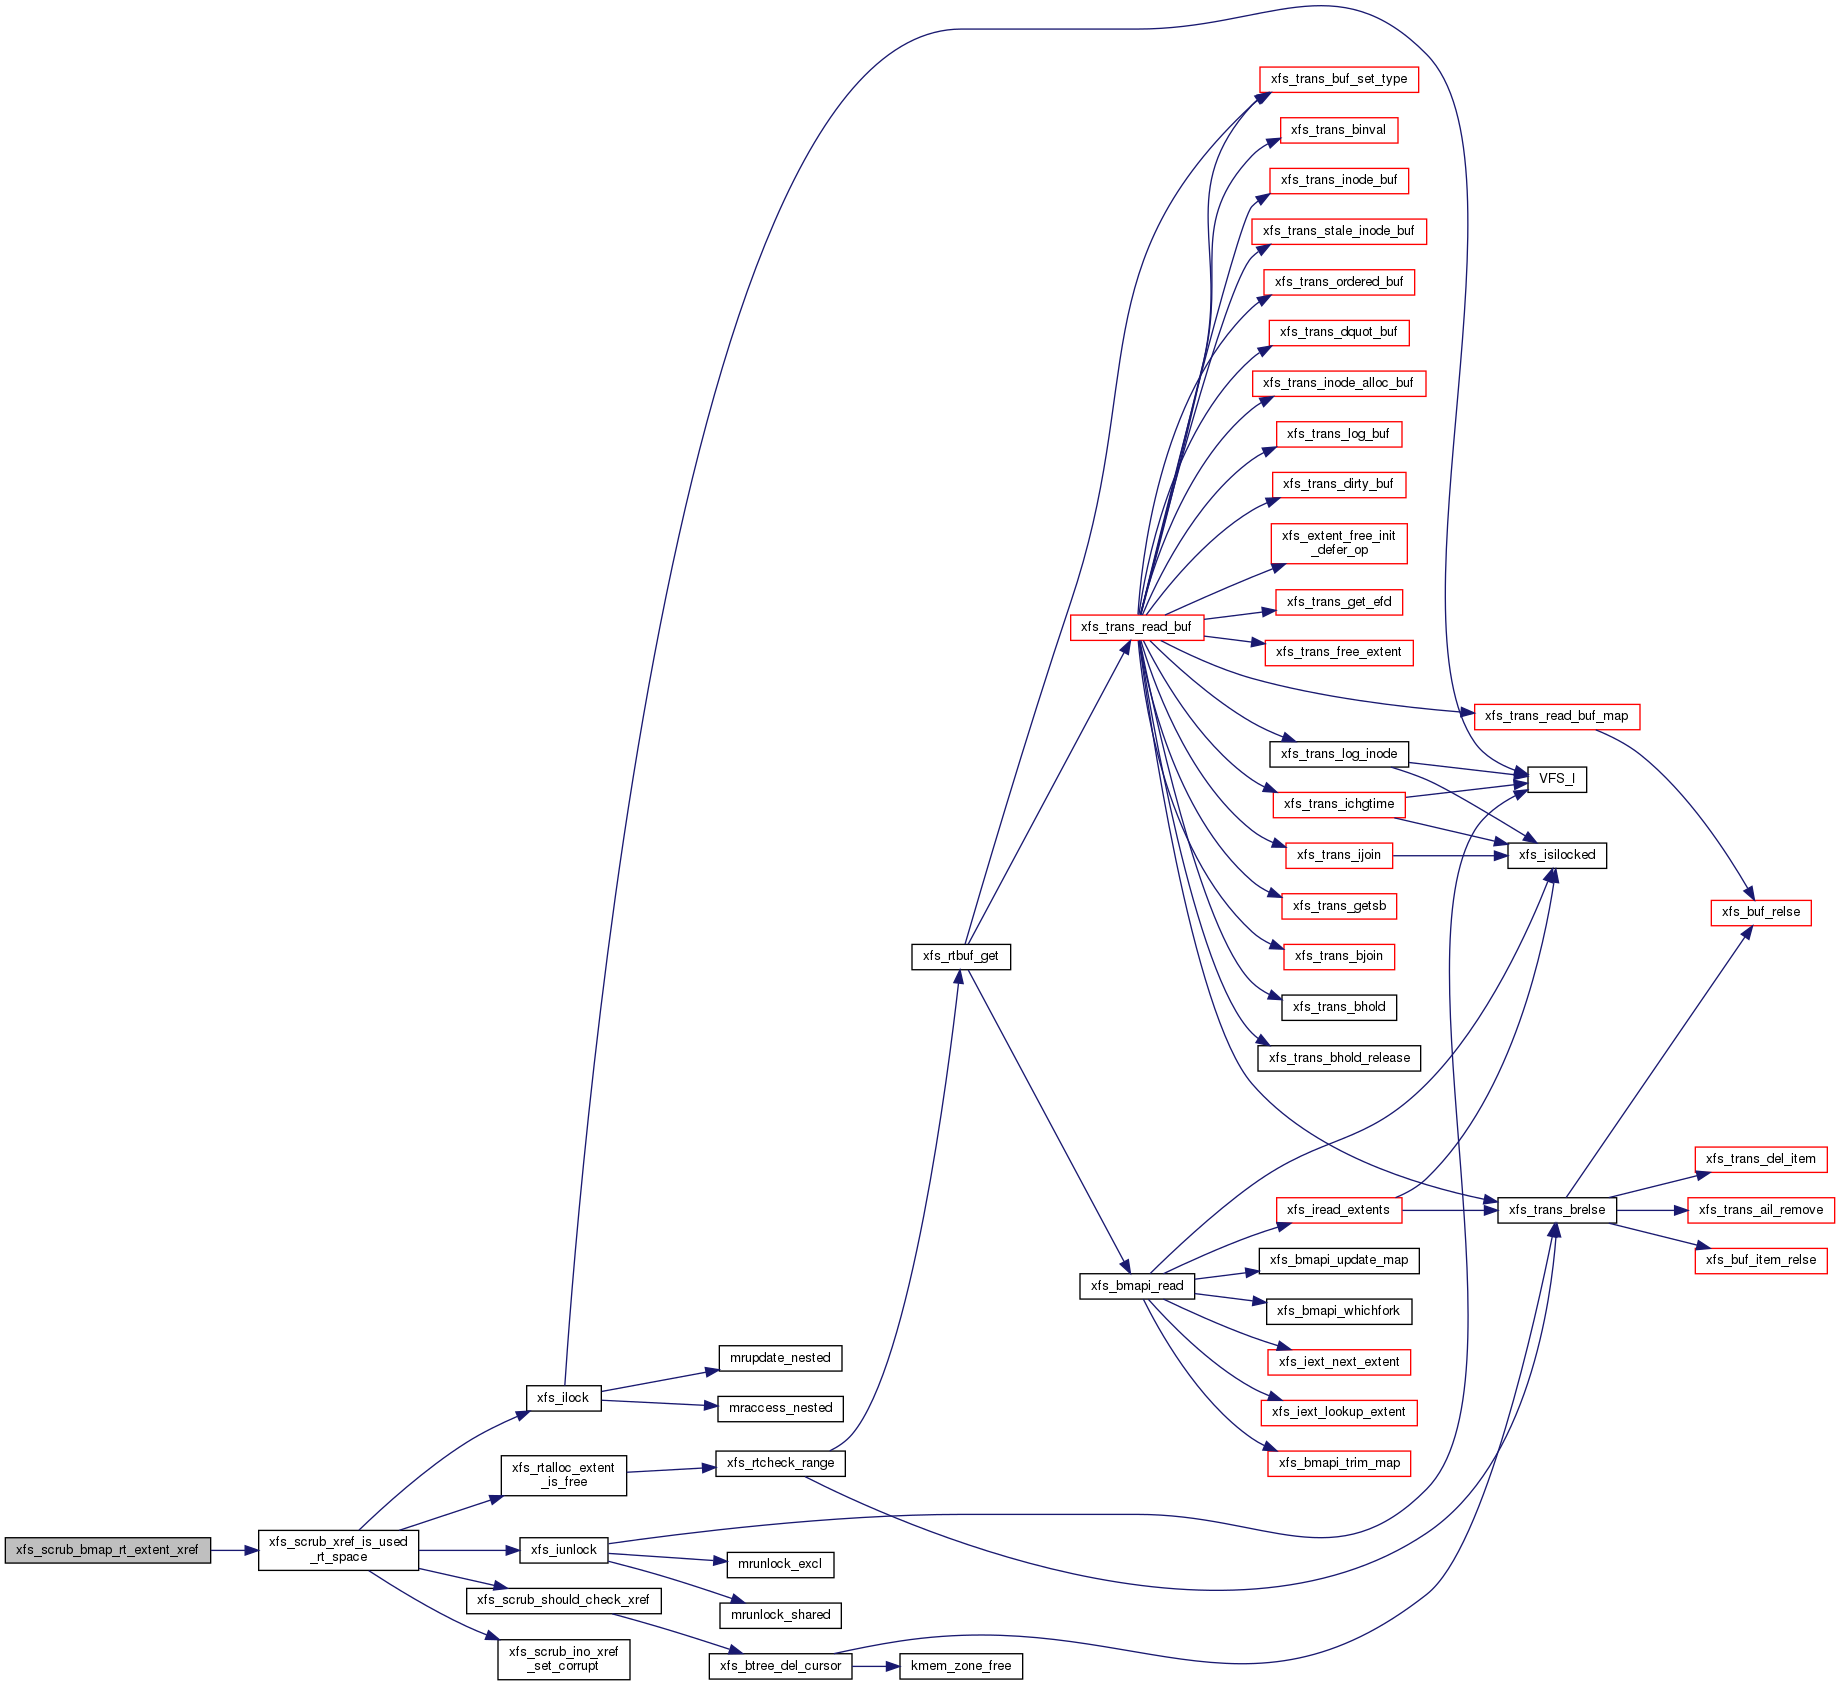 xfs_trans_buf_set_type
xfs_trans_binval
xfs_trans_inode_buf
xfs_trans_stale_inode_buf
xfs_trans_ordered_buf
xfs_trans_dquot_buf
xfs_trans_inode_alloc_buf
xfs_trans_log_buf
xfs_trans_dirty_buf
xfs_extent_free_init
_defer_op
xfs_trans_get_efd
xfs_trans_read_buf
xfs_trans_free_extent
xfs_trans_read_buf_map
xfs_trans_log_inode
VFS_I
xfs_trans_ichgtime
xfs_trans_ijoin
xfs_isilocked
xfs_trans_getsb
xfs_buf_relse
xfs_rtbuf_get
xfs_trans_bjoin
xfs_trans_bhold
xfs_trans_bhold_release
xfs_trans_del_item
xfs_iread_extents
xfs_trans_brelse
xfs_trans_ail_remove
xfs_bmapi_update_map
xfs_buf_item_relse
xfs_bmapi_read
xfs_bmapi_whichfork
mrupdate_nested
xfs_iext_next_extent
xfs_ilock
mraccess_nested
xfs_iext_lookup_extent
xfs_rtalloc_extent
_is_free
xfs_rtcheck_range
xfs_bmapi_trim_map
xfs_scrub_bmap_rt_extent_xref
xfs_scrub_xref_is_used
_rt_space
xfs_iunlock
mrunlock_excl
xfs_scrub_should_check_xref
mrunlock_shared
xfs_scrub_ino_xref
_set_corrupt
xfs_btree_del_cursor
kmem_zone_free